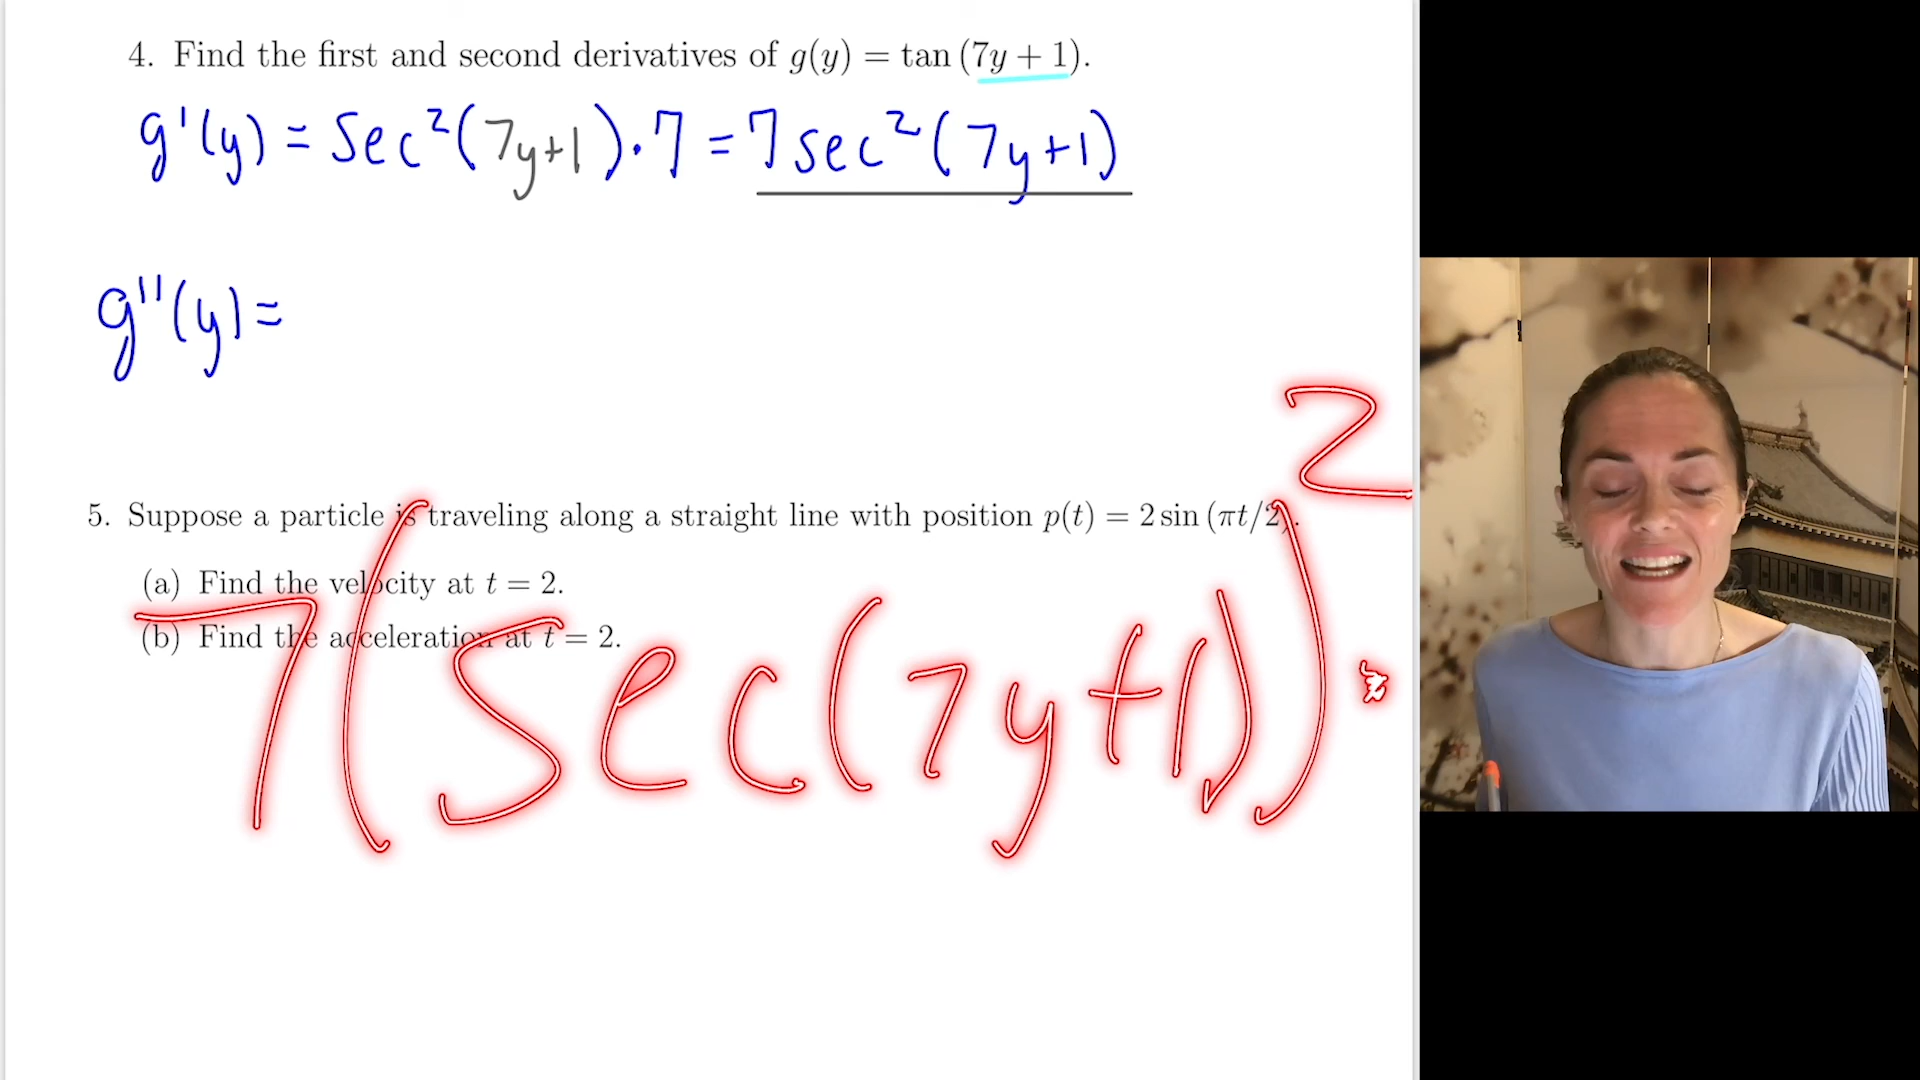 4. Find the first and second derivatives of g(y) = tan (7y + 1).
g'(y) = sec²(7y+1)·7 = 7sec²(7y+1)
g''(y) =
5. Suppose a particle is traveling along a straight line with position p(t) = 2 sin (πt/2).
(a) Find the velocity at t = 2.
(b) Find the acceleration at t = 2.
7(sec(7y+1))²